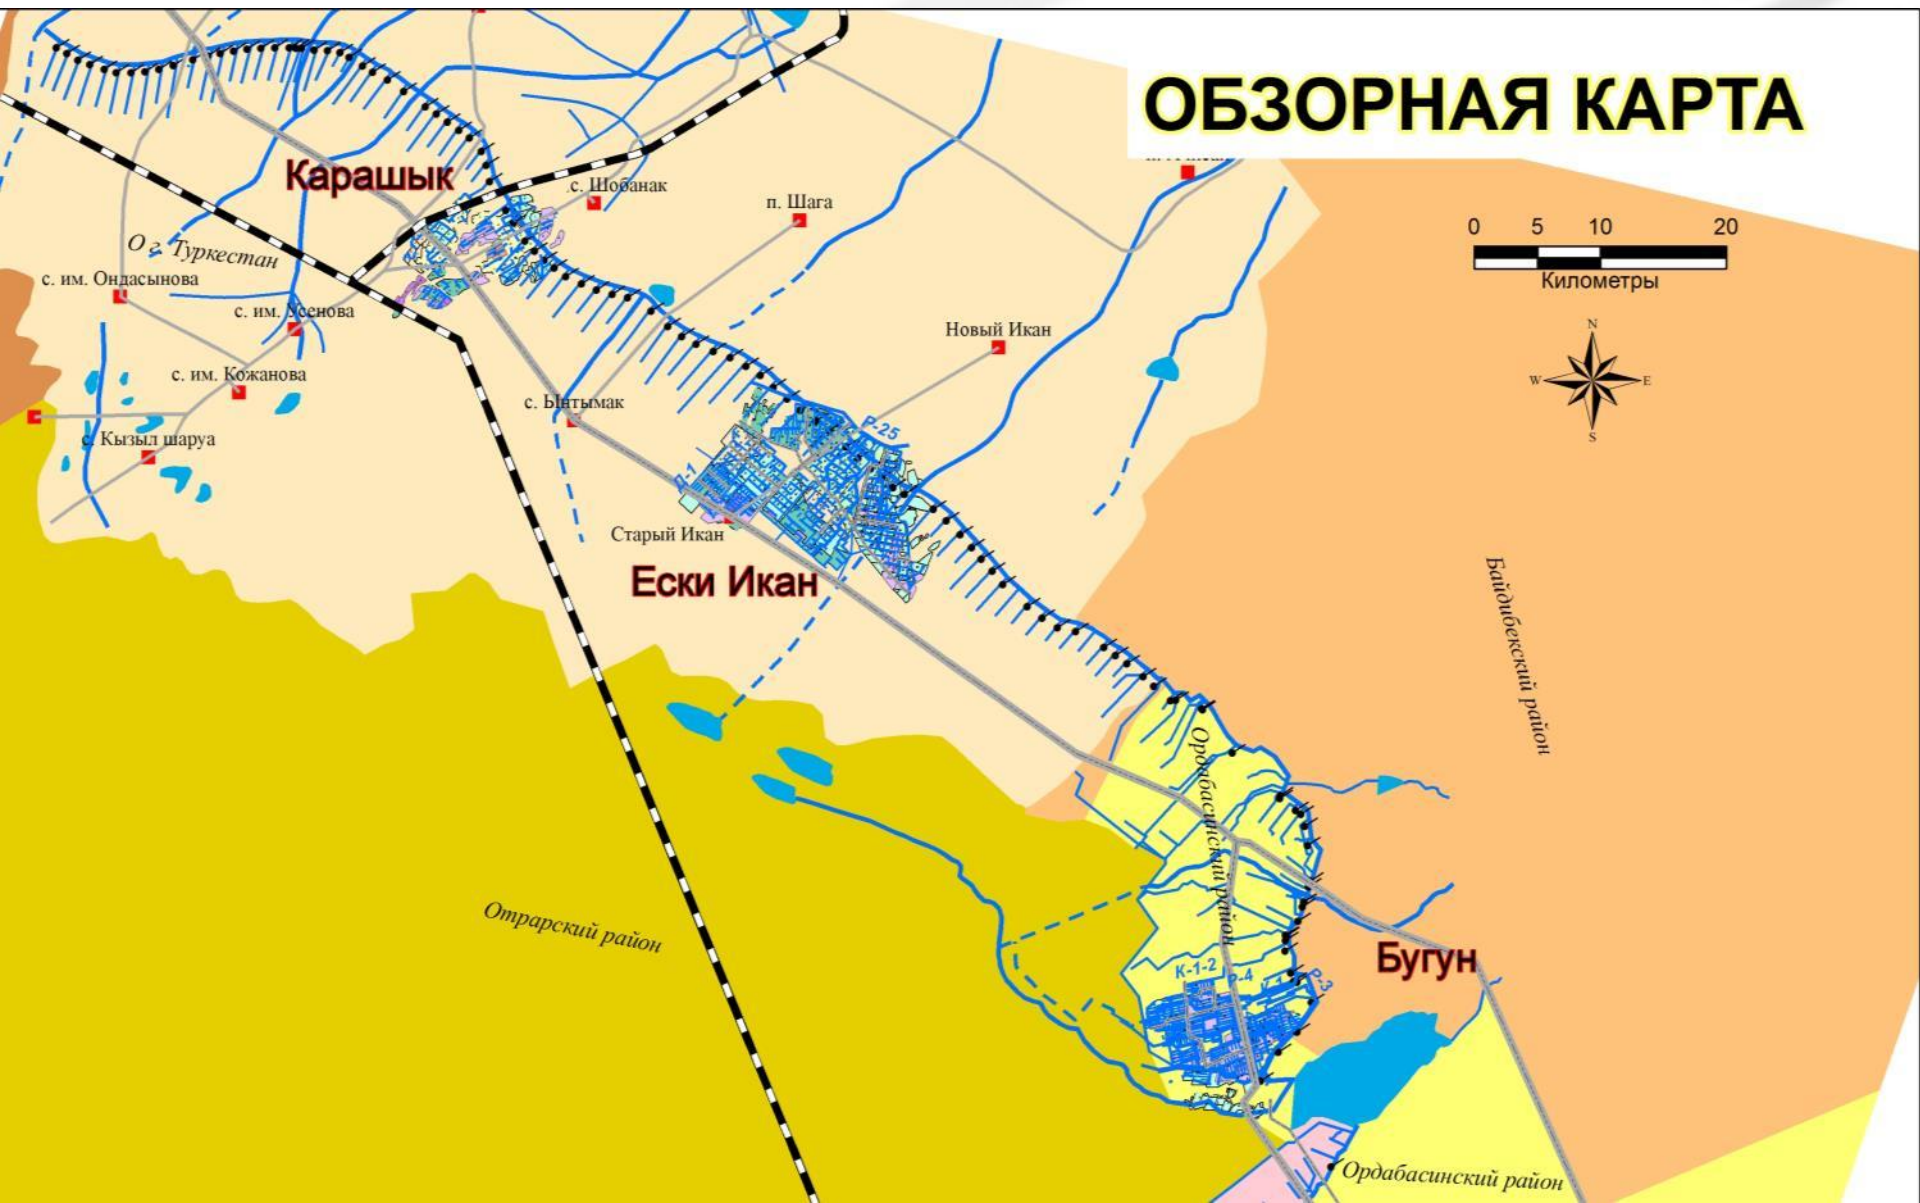 ОБЗОРНАЯ КАРТА
Карашык
с. Шобанак
п. Шага
0 5 10 20
Километры
О г. Туркестан
с. им. Ондасынова
с. им. Усенова
Новый Икан
N
W E
S
с. им. Кожанова
с. Ынтымак
Р-25
с. Кызыл шаруа
Старый Икан
Ески Икан
Байдибекский район
Ордабасинский район
Отрарский район
Бугун
К-1-2
Р-4
Р-3
Ордабасинский район